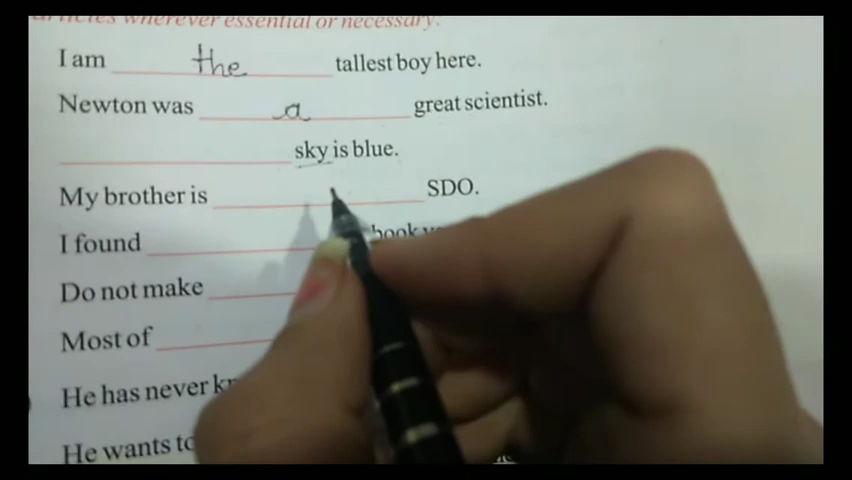 articles wherever essential or necessary:
I am the tallest boy here.
Newton was a great scientist.
sky is blue.
My brother is SDO.
I found book
Do not make
Most of
He has never
He wants to